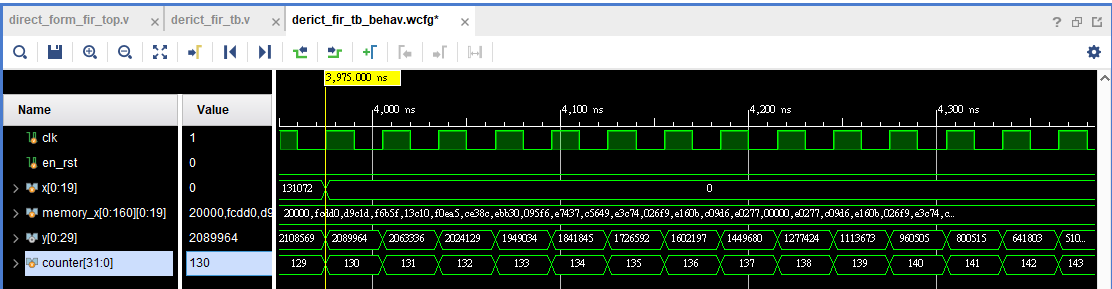 direct_form_fir_top.v × derict_fir_tb.v × derict_fir_tb_behav.wcfg* ×
3,975.000 ns
4,000 ns 4,100 ns 4,200 ns 4,300 ns
Name Value
clk 1
en_rst 0
x[0:19] 0 131072 0
memory_x[0:160][0:19] 20000,fcdd0,d9 20000,fcdd0,d9c1d,f6b5f,13c10,f0ea5,ce38c,ebb30,095f6,e7437,c5649,e3c74,026f9,e160b,c09d6,e0277,00000,e0277,c09d6,e160b,026f9,e3c74,c...
y[0:29] 2089964 2108569 2089964 2063336 2024129 1949034 1841845 1726592 1602197 1449680 1277424 1113673 960505 800515 641803 510...
counter[31:0] 130 129 130 131 132 133 134 135 136 137 138 139 140 141 142 143